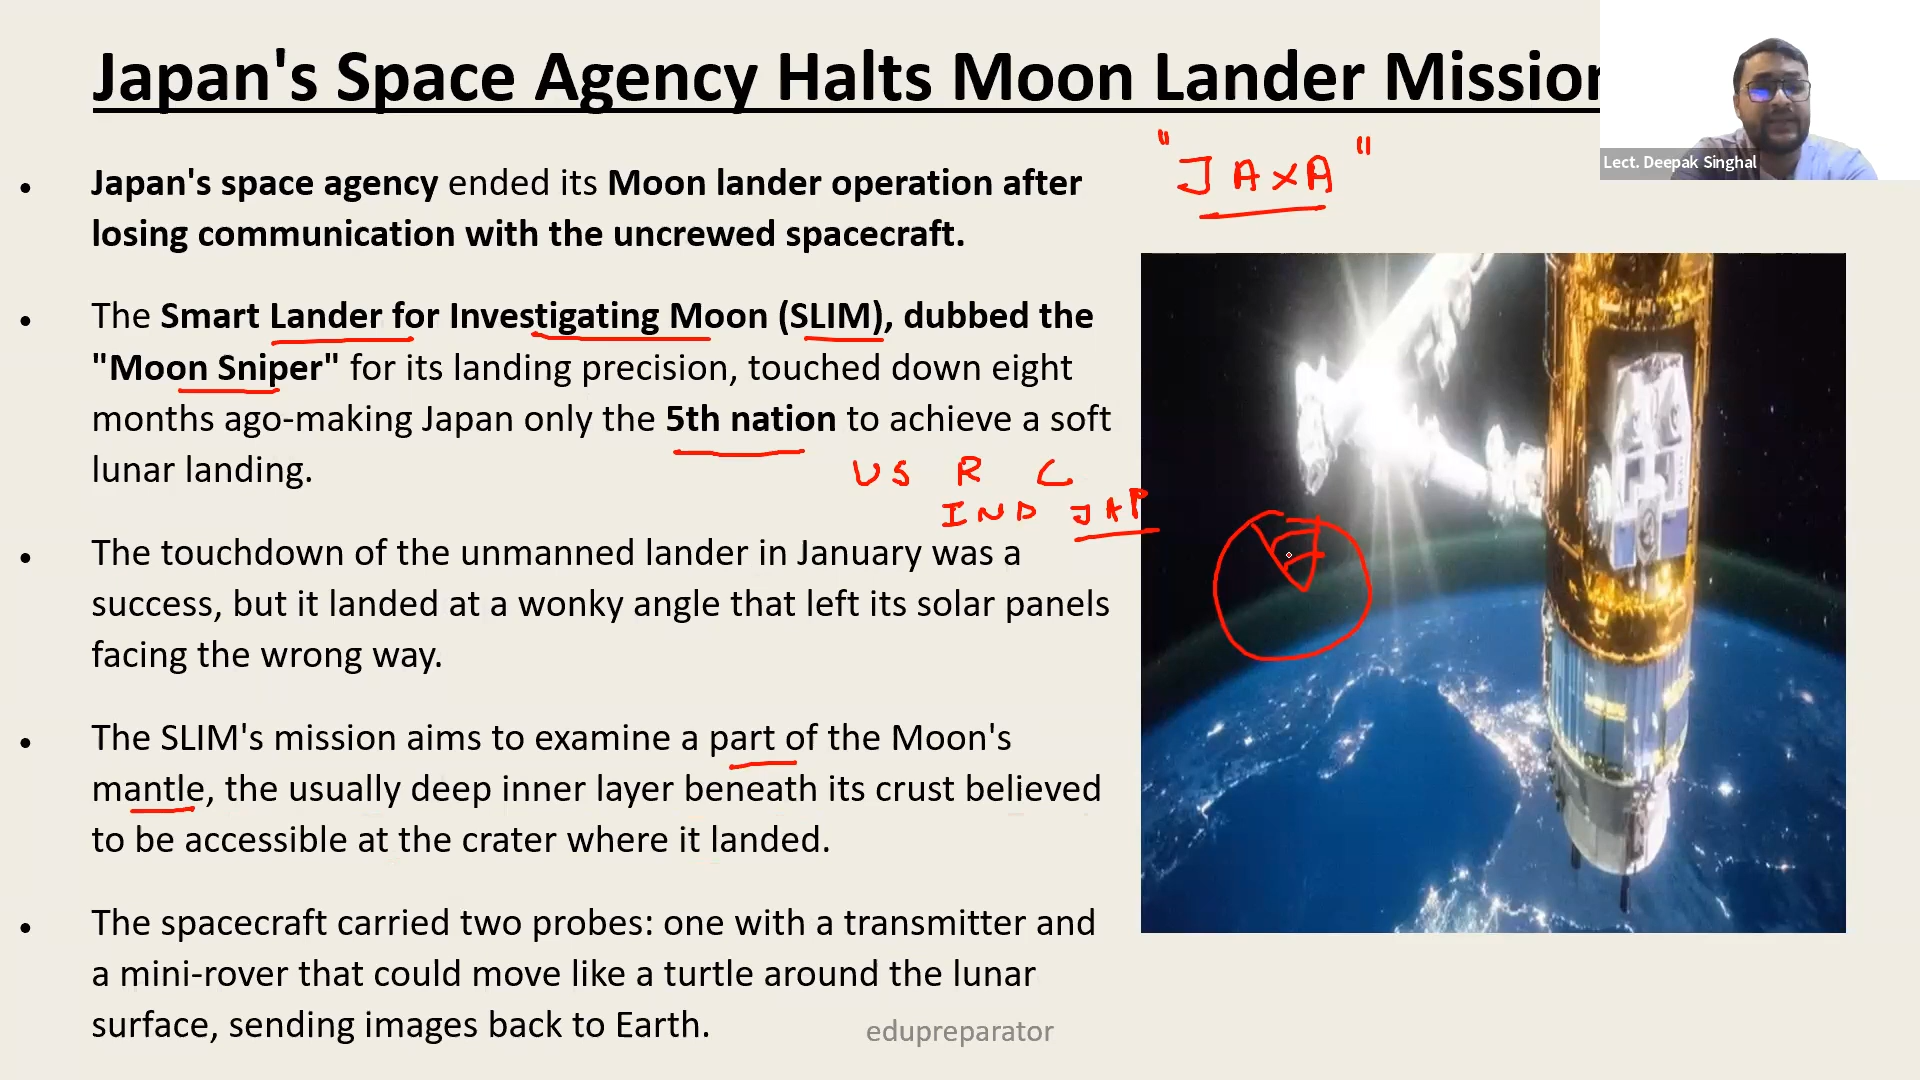 Japan's Space Agency Halts Moon Lander Mission
Lect. Deepak Singhal
"JAXA"
• Japan's space agency ended its Moon lander operation after
losing communication with the uncrewed spacecraft.
• The Smart Lander for Investigating Moon (SLIM), dubbed the
"Moon Sniper" for its landing precision, touched down eight
months ago-making Japan only the 5th nation to achieve a soft
lunar landing.
US R C
IND JAP
• The touchdown of the unmanned lander in January was a
success, but it landed at a wonky angle that left its solar panels
facing the wrong way.
• The SLIM's mission aims to examine a part of the Moon's
mantle, the usually deep inner layer beneath its crust believed
to be accessible at the crater where it landed.
• The spacecraft carried two probes: one with a transmitter and
a mini-rover that could move like a turtle around the lunar
surface, sending images back to Earth.
edupreparator